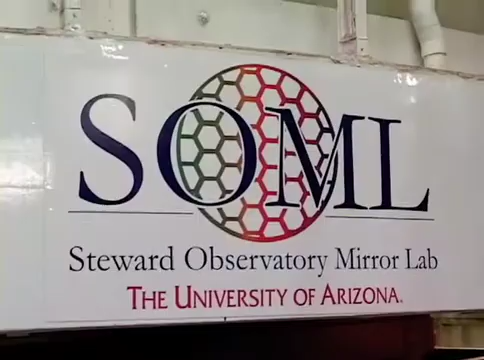 SOML
Steward Observatory Mirror Lab
THE UNIVERSITY OF ARIZONA.